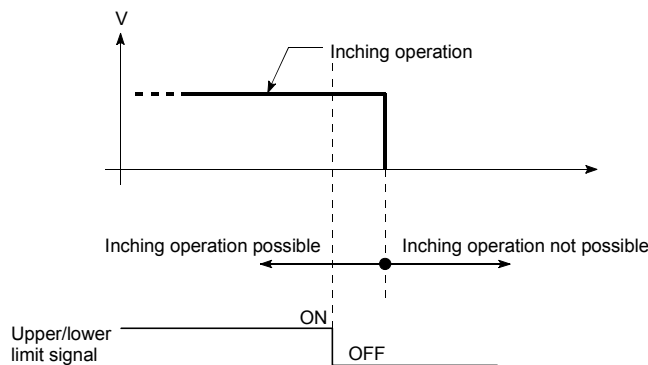 V
Inching operation
Inching operation possible
Inching operation not possible
ON
Upper/lower
limit signal
OFF